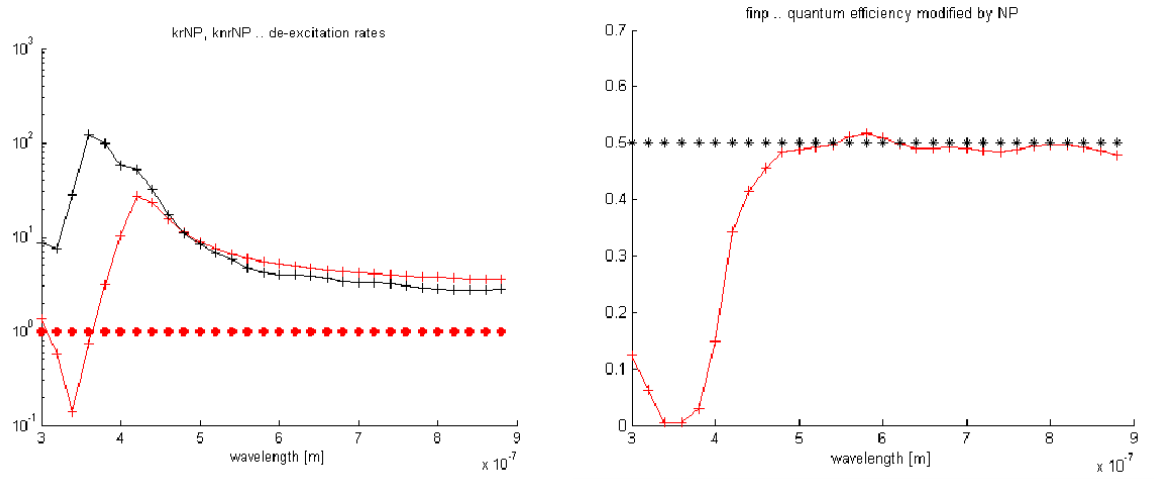 krNP, knrNP .. de-excitation rates
10^3
10^2
10^1
10^0
10^-1
3 4 5 6 7 8 9
wavelength [m]
x 10^-7
finp .. quantum efficiency modified by NP
0.7
0.6
0.5
0.4
0.3
0.2
0.1
0
3 4 5 6 7 8 9
wavelength [m]
x 10^-7